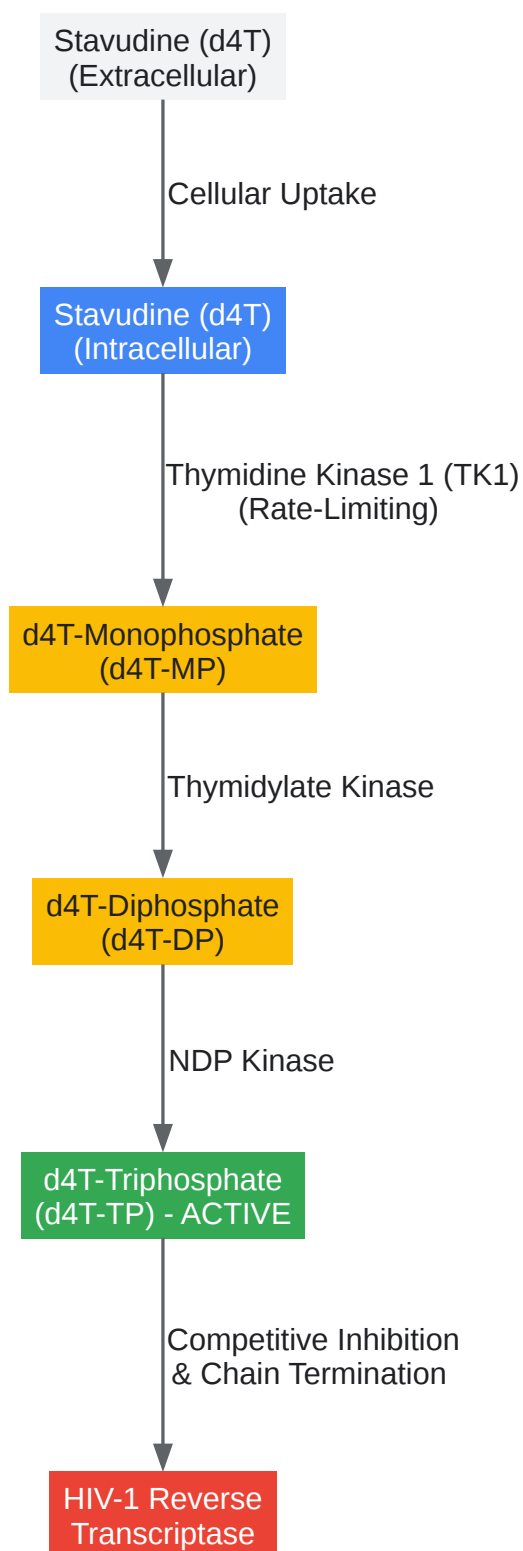 Stavudine (d4T)
(Extracellular)
Cellular Uptake
Stavudine (d4T)
(Intracellular)
Thymidine Kinase 1 (TK1)
(Rate-Limiting)
d4T-Monophosphate
(d4T-MP)
Thymidylate Kinase
d4T-Diphosphate
(d4T-DP)
NDP Kinase
d4T-Triphosphate
(d4T-TP) - ACTIVE
Competitive Inhibition
& Chain Termination
HIV-1 Reverse
Transcriptase